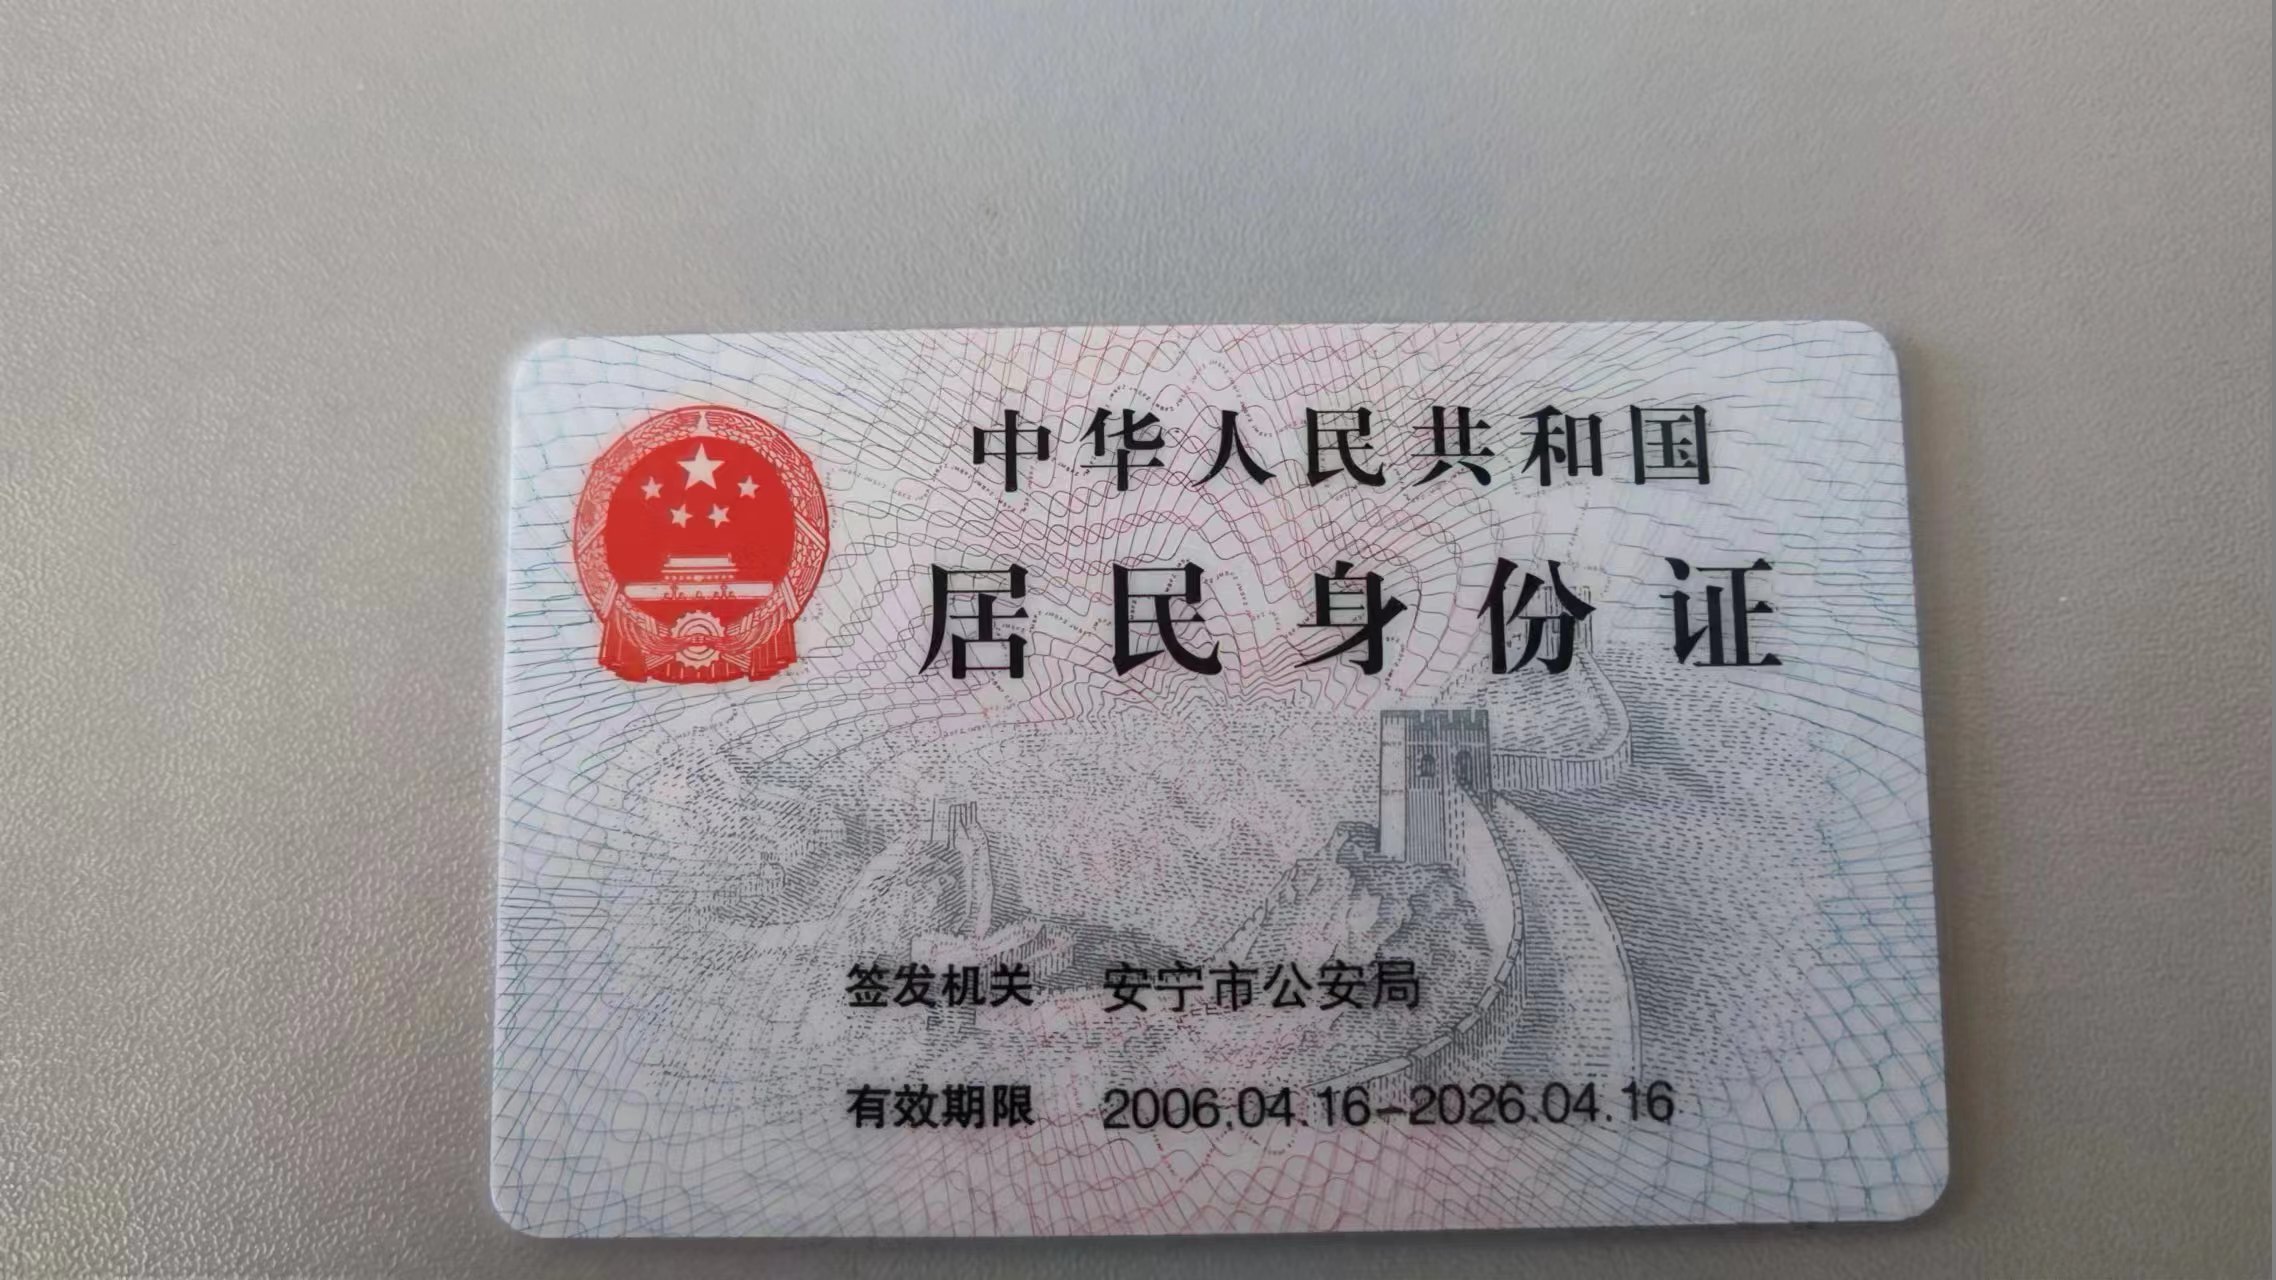 中华人民共和国
居民身份证
签发机关 安宁市公安局
有效期限 2006.04.16-2026.04.16